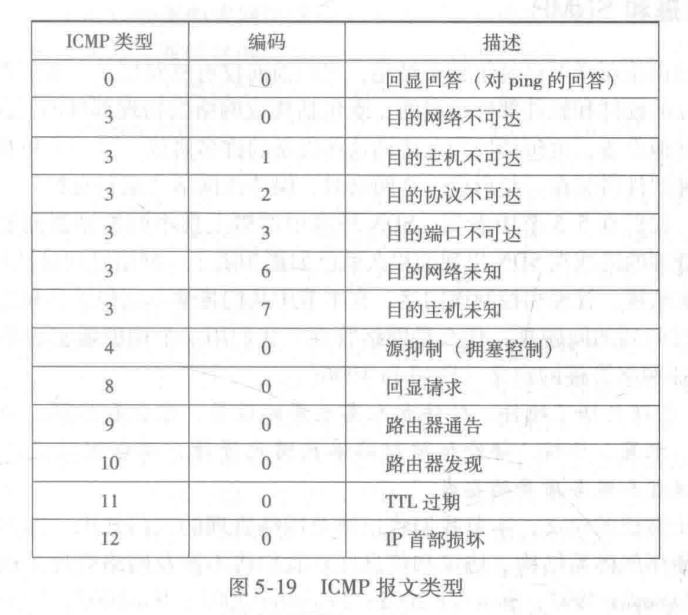 ICMP 类型 编码 描述
0 0 回显回答（对 ping 的回答）
3 0 目的网络不可达
3 1 目的主机不可达
3 2 目的协议不可达
3 3 目的端口不可达
3 6 目的网络未知
3 7 目的主机未知
4 0 源抑制（拥塞控制）
8 0 回显请求
9 0 路由器通告
10 0 路由器发现
11 0 TTL 过期
12 0 IP 首部损坏
图 5-19 ICMP 报文类型